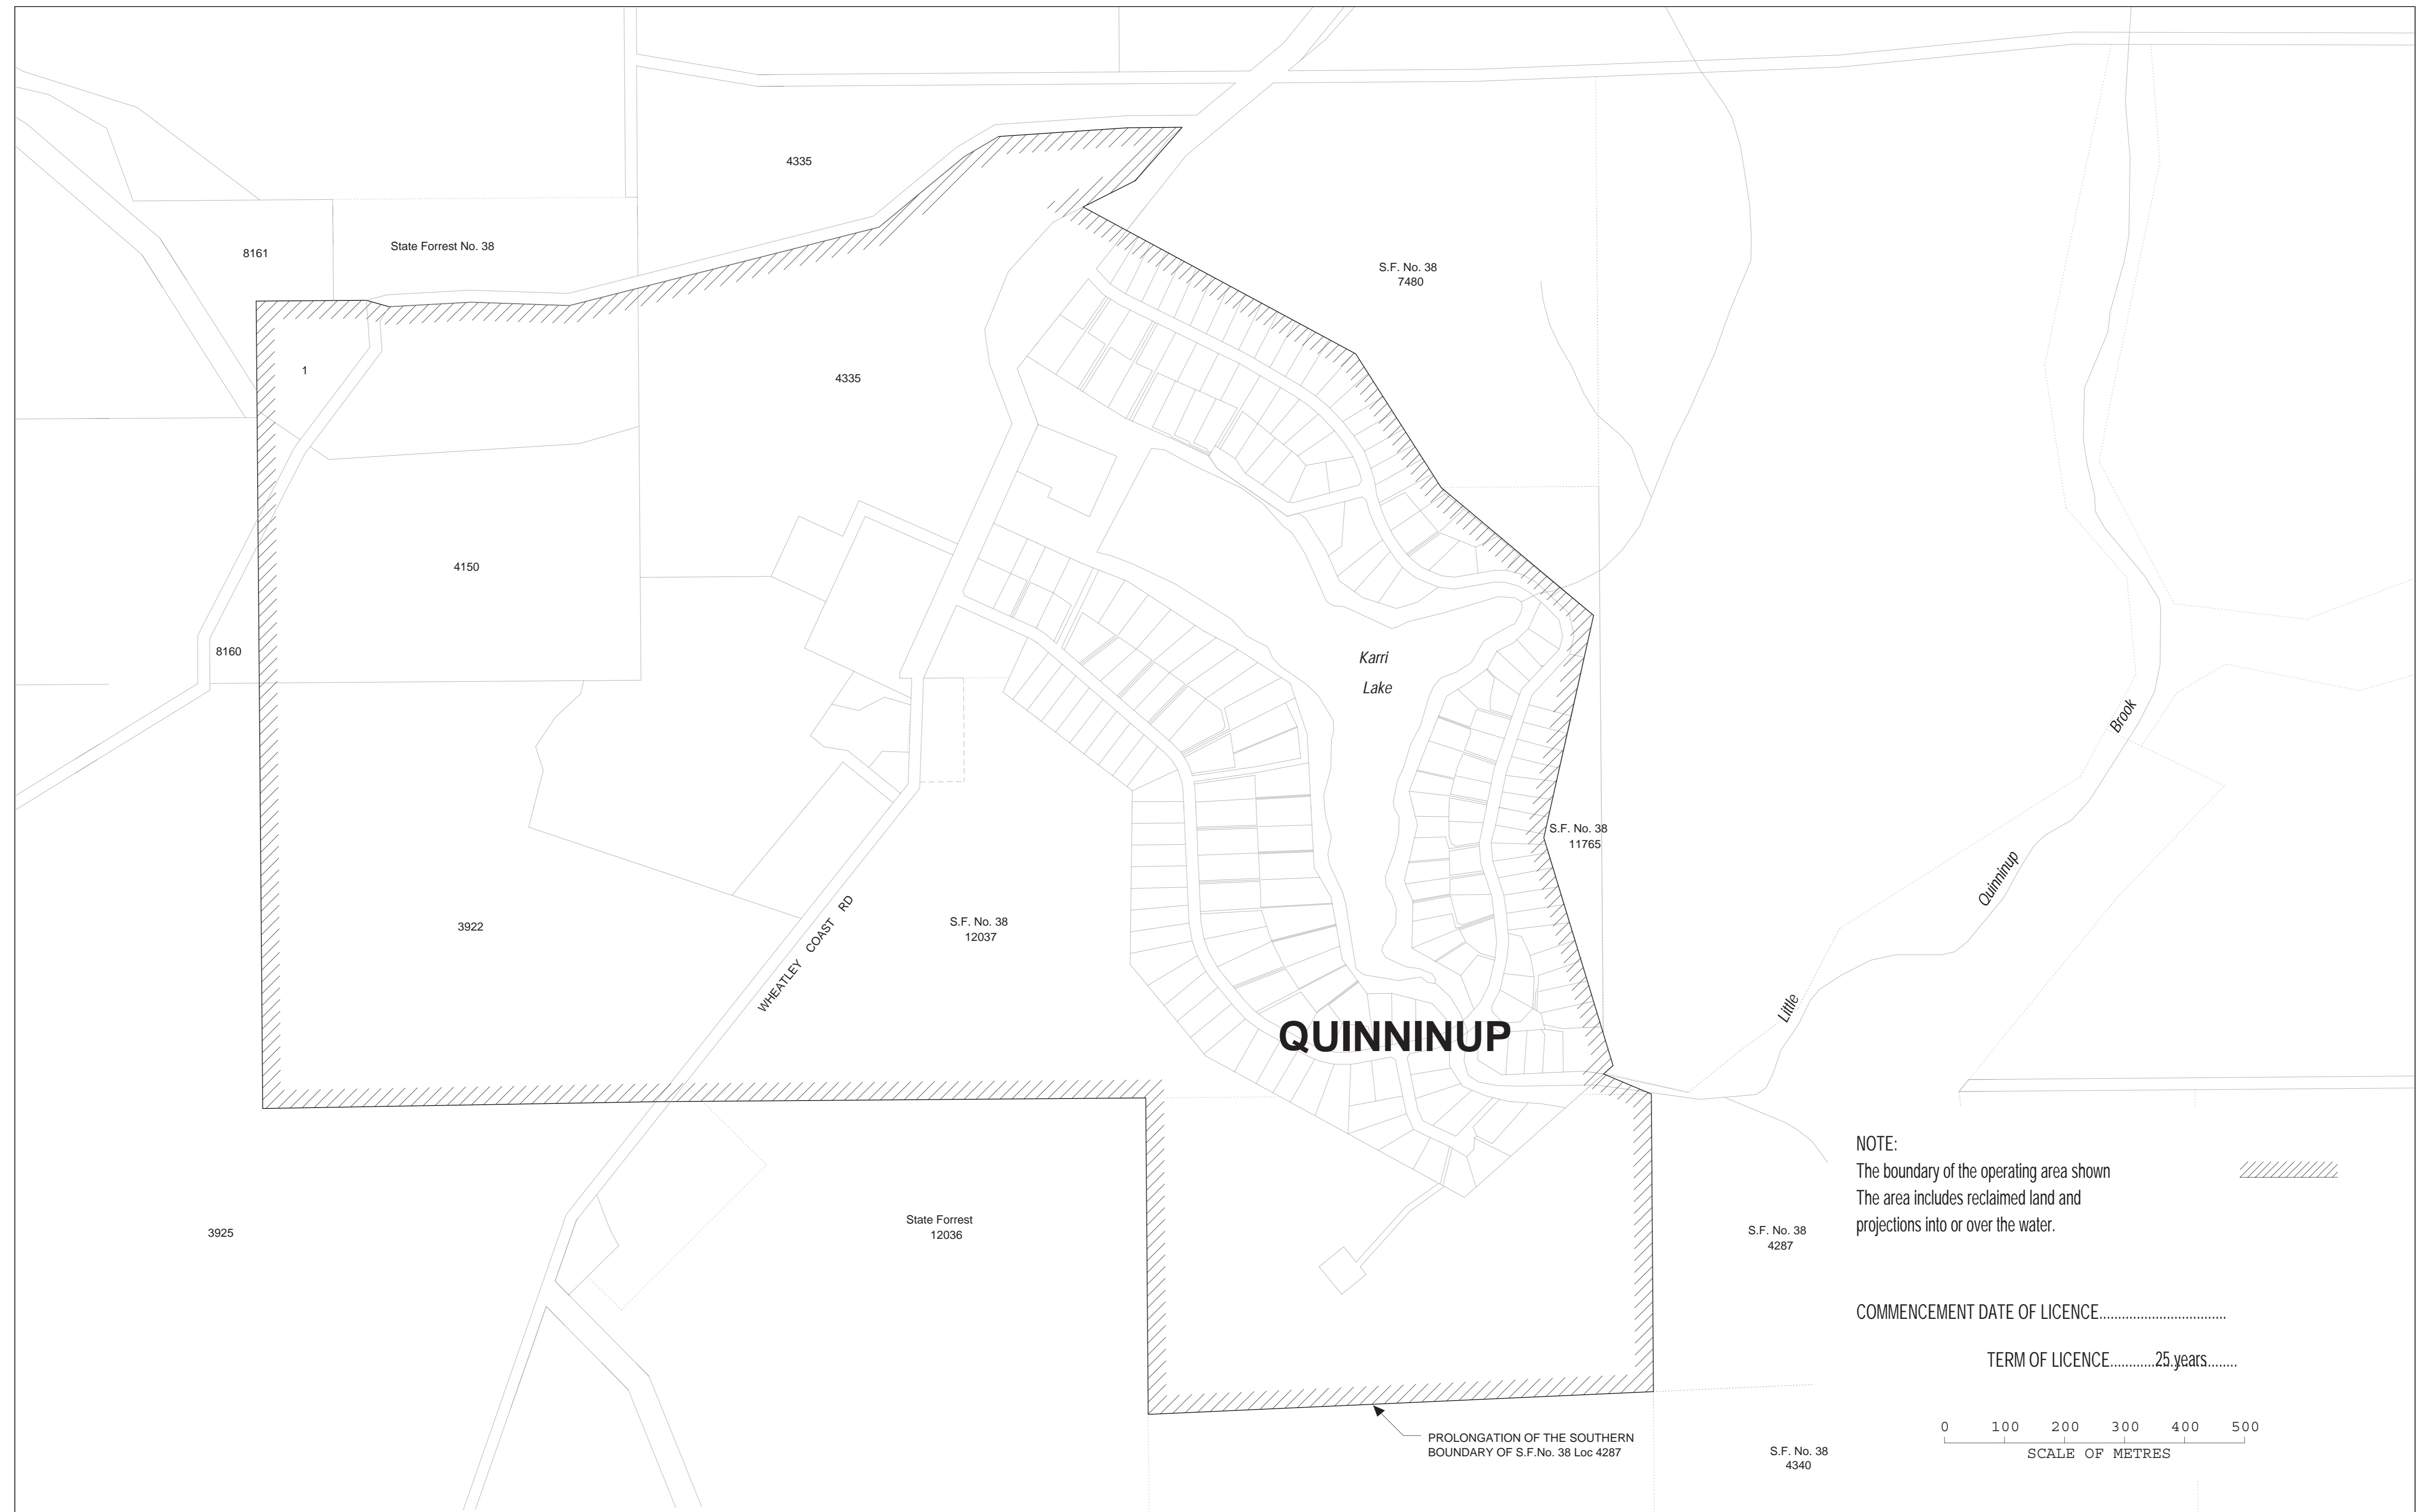 4335
8161
State Forrest No. 38
S.F. No. 38
7480
1
4335
4150
8160
Karri
Lake
Brook
S.F. No. 38
11765
Quinninup
3922
WHEATLEY COAST RD
S.F. No. 38
12037
Little
QUINNINUP
NOTE:
The boundary of the operating area shown
The area includes reclaimed land and
projections into or over the water.
3925
State Forrest
12036
S.F. No. 38
4287
COMMENCEMENT DATE OF LICENCE..................................
TERM OF LICENCE............25 years........
0 100 200 300 400 500
SCALE OF METRES
PROLONGATION OF THE SOUTHERN
BOUNDARY OF S.F.No. 38 Loc 4287
S.F. No. 38
4340